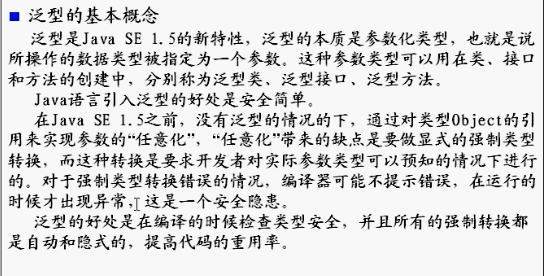 ■ 泛型的基本概念
泛型是Java SE 1.5的新特性，泛型的本质是参数化类型，也就是说
所操作的数据类型被指定为一个参数。这种参数类型可以用在类、接口
和方法的创建中，分别称为泛型类、泛型接口、泛型方法。
Java语言引入泛型的好处是安全简单。
在Java SE 1.5之前，没有泛型的情况的下，通过对类型Object的引
用来实现参数的“任意化”，“任意化”带来的缺点是要做显式的强制类型
转换，而这种转换是要求开发者对实际参数类型可以预知的情况下进行
的。对于强制类型转换错误的情况，编译器可能不提示错误，在运行的
时候才出现异常，这是一个安全隐患。
泛型的好处是在编译的时候检查类型安全，并且所有的强制转换都
是自动和隐式的，提高代码的重用率。